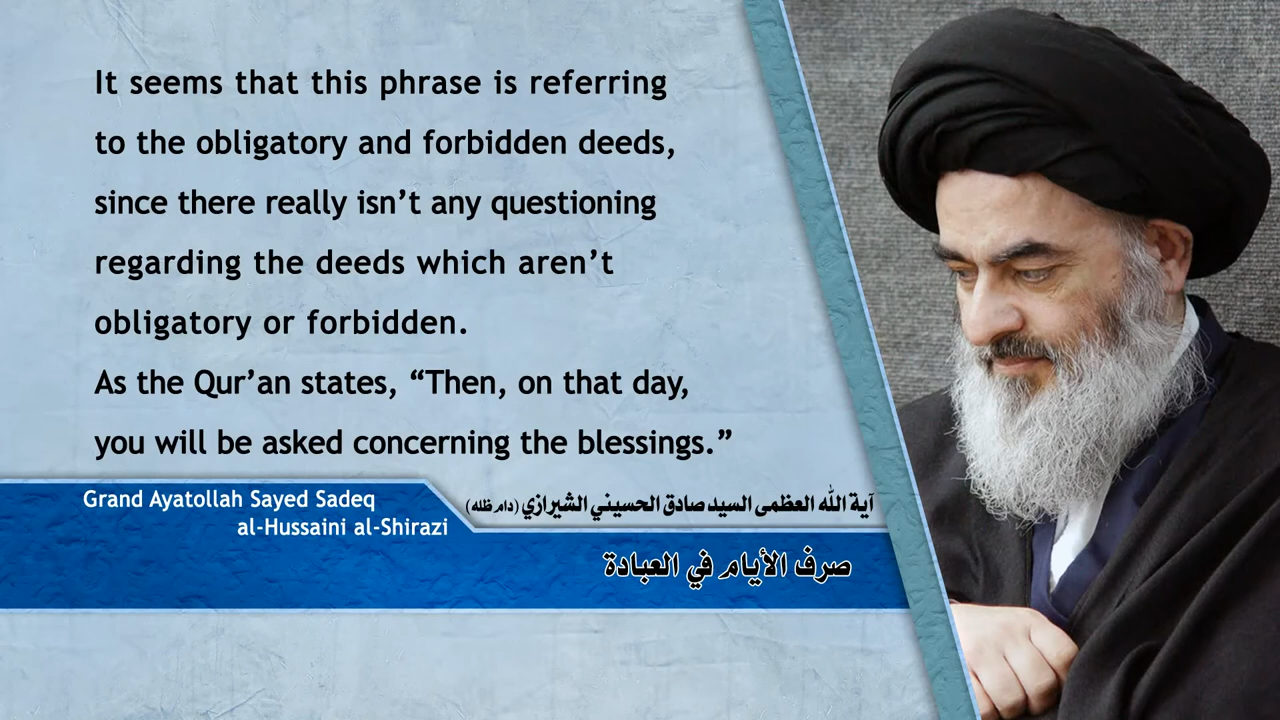 It seems that this phrase is referring
to the obligatory and forbidden deeds,
since there really isn’t any questioning
regarding the deeds which aren’t
obligatory or forbidden.
As the Qur’an states, “Then, on that day,
you will be asked concerning the blessings.”
Grand Ayatollah Sayed Sadeq
al-Hussaini al-Shirazi
آية الله العظمى السيد صادق الحسيني الشيرازي (دام ظله)
صرف الأيام في العبادة